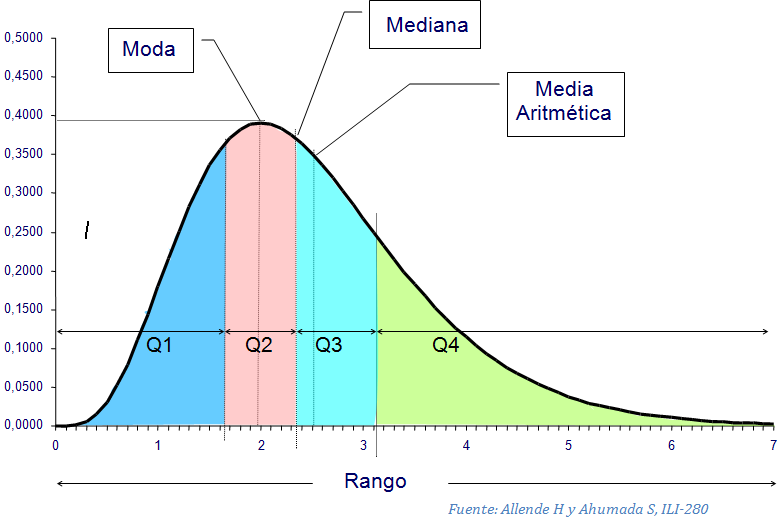 Mediana
Moda
Media
Aritmética
0,5000
0,4500
0,4000
0,3500
0,3000
0,2500
0,2000
0,1500
0,1000
0,0500
0,0000
l
Q1
Q2
Q3
Q4
0
1
2
3
4
5
6
7
Rango
Fuente: Allende H y Ahumada S, ILI-280